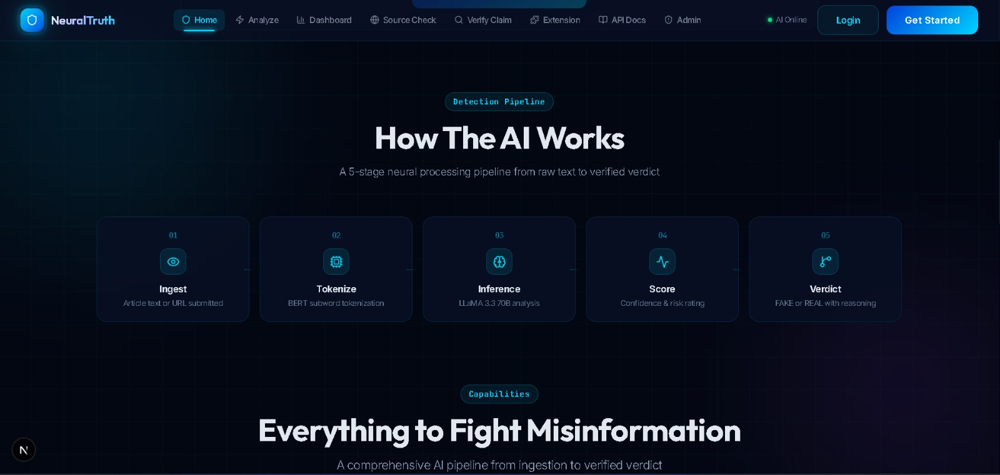 NeuralTruth
Home Analyze Dashboard Source Check Verify Claim Extension API Docs Admin AI Online Login Get Started
Detection Pipeline
How The AI Works
A 5-stage neural processing pipeline from raw text to verified verdict
01
Ingest
Article text or URL submitted
02
Tokenize
BERT subword tokenization
03
Inference
LLaMA 3.3 70B analysis
04
Score
Confidence & risk rating
05
Verdict
FAKE or REAL with reasoning
Capabilities
Everything to Fight Misinformation
A comprehensive AI pipeline from ingestion to verified verdict
N